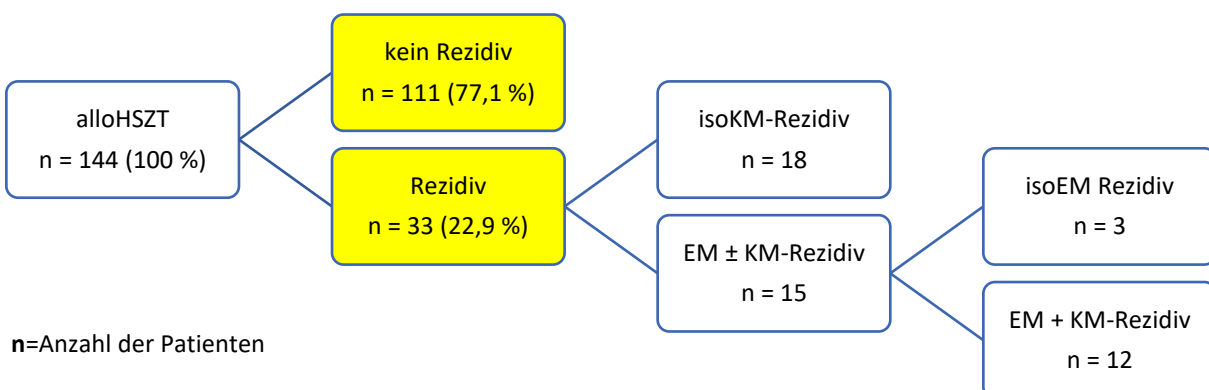 alloHSZT
n = 144 (100 %)
kein Rezidiv
n = 111 (77,1 %)
Rezidiv
n = 33 (22,9 %)
isoKM-Rezidiv
n = 18
EM ± KM-Rezidiv
n = 15
isoEM Rezidiv
n = 3
EM + KM-Rezidiv
n = 12
n=Anzahl der Patienten